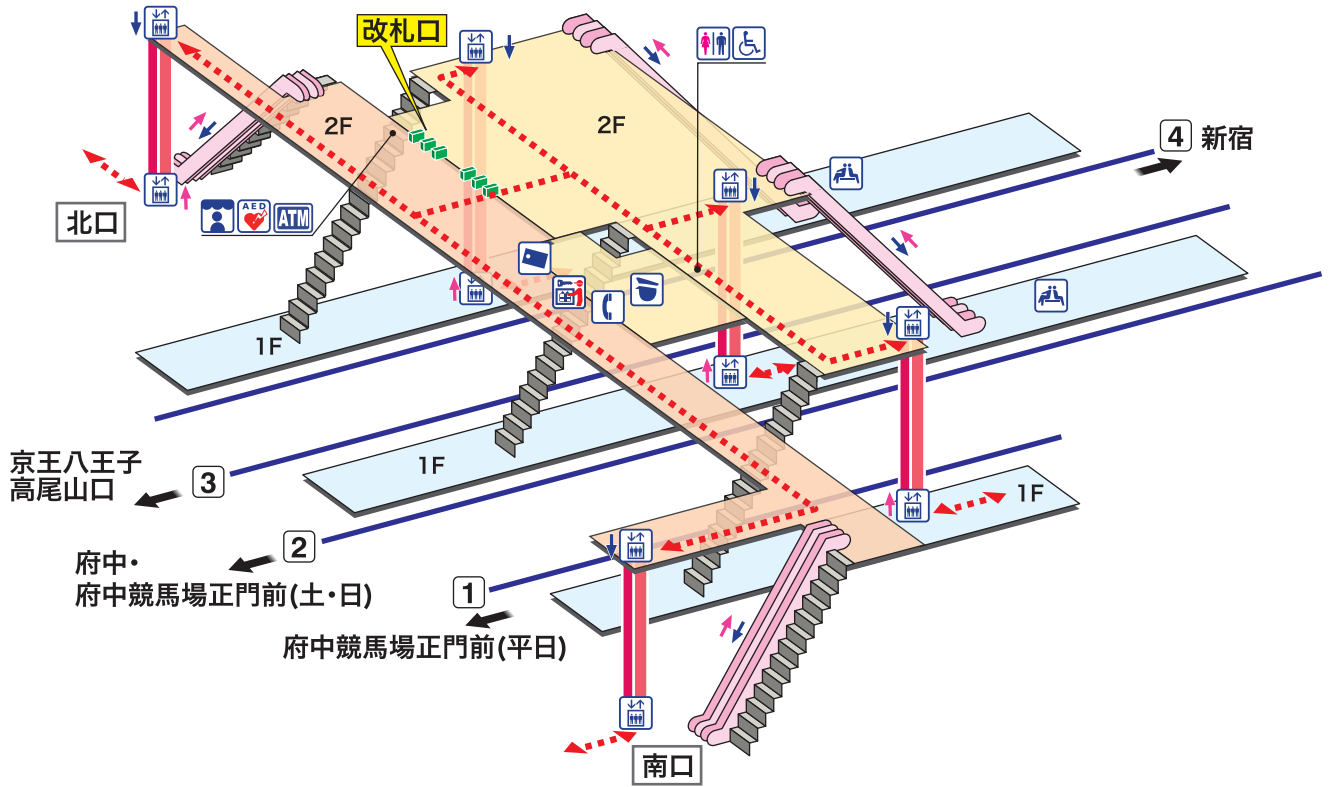 改札口
2F
2F
4 新宿
AED
ATM
北口
1F
1F
1F
京王八王子
高尾山口
3
府中・
府中競馬場正門前(土・日)
2
1
府中競馬場正門前(平日)
南口